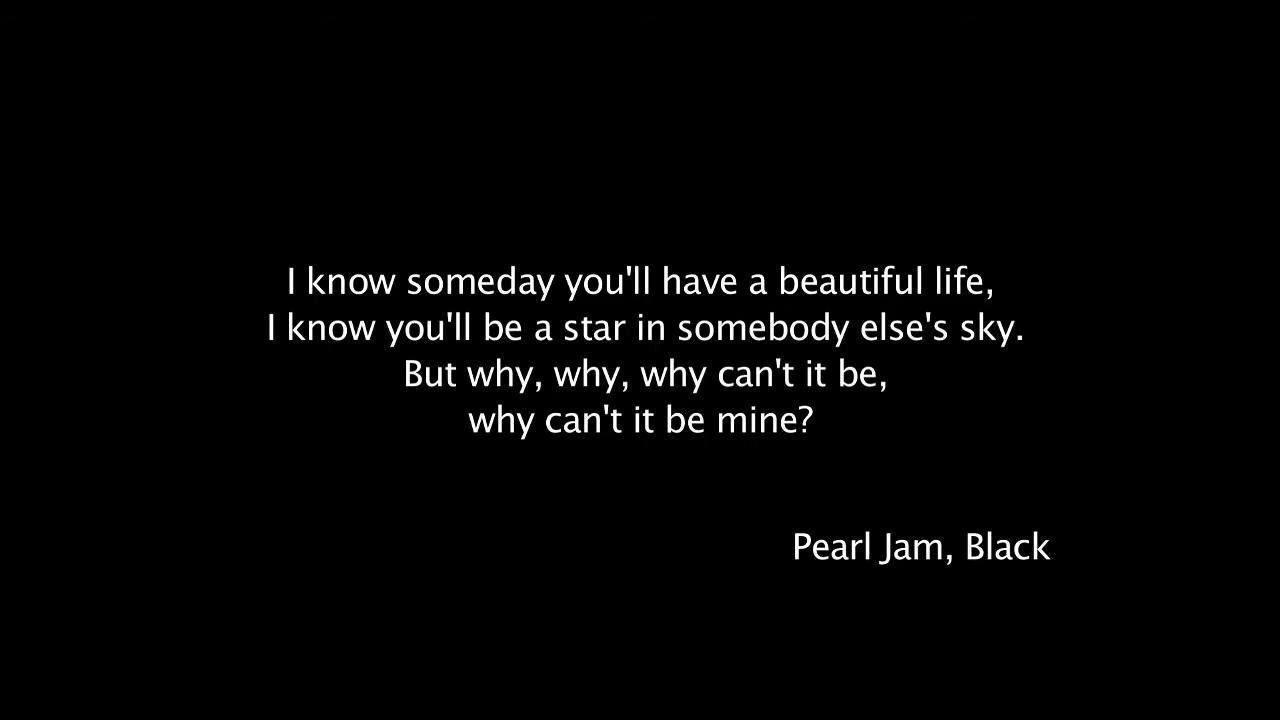 I know someday you'll have a beautiful life,
I know you'll be a star in somebody else's sky.
But why, why, why can't it be,
why can't it be mine?
Pearl Jam, Black